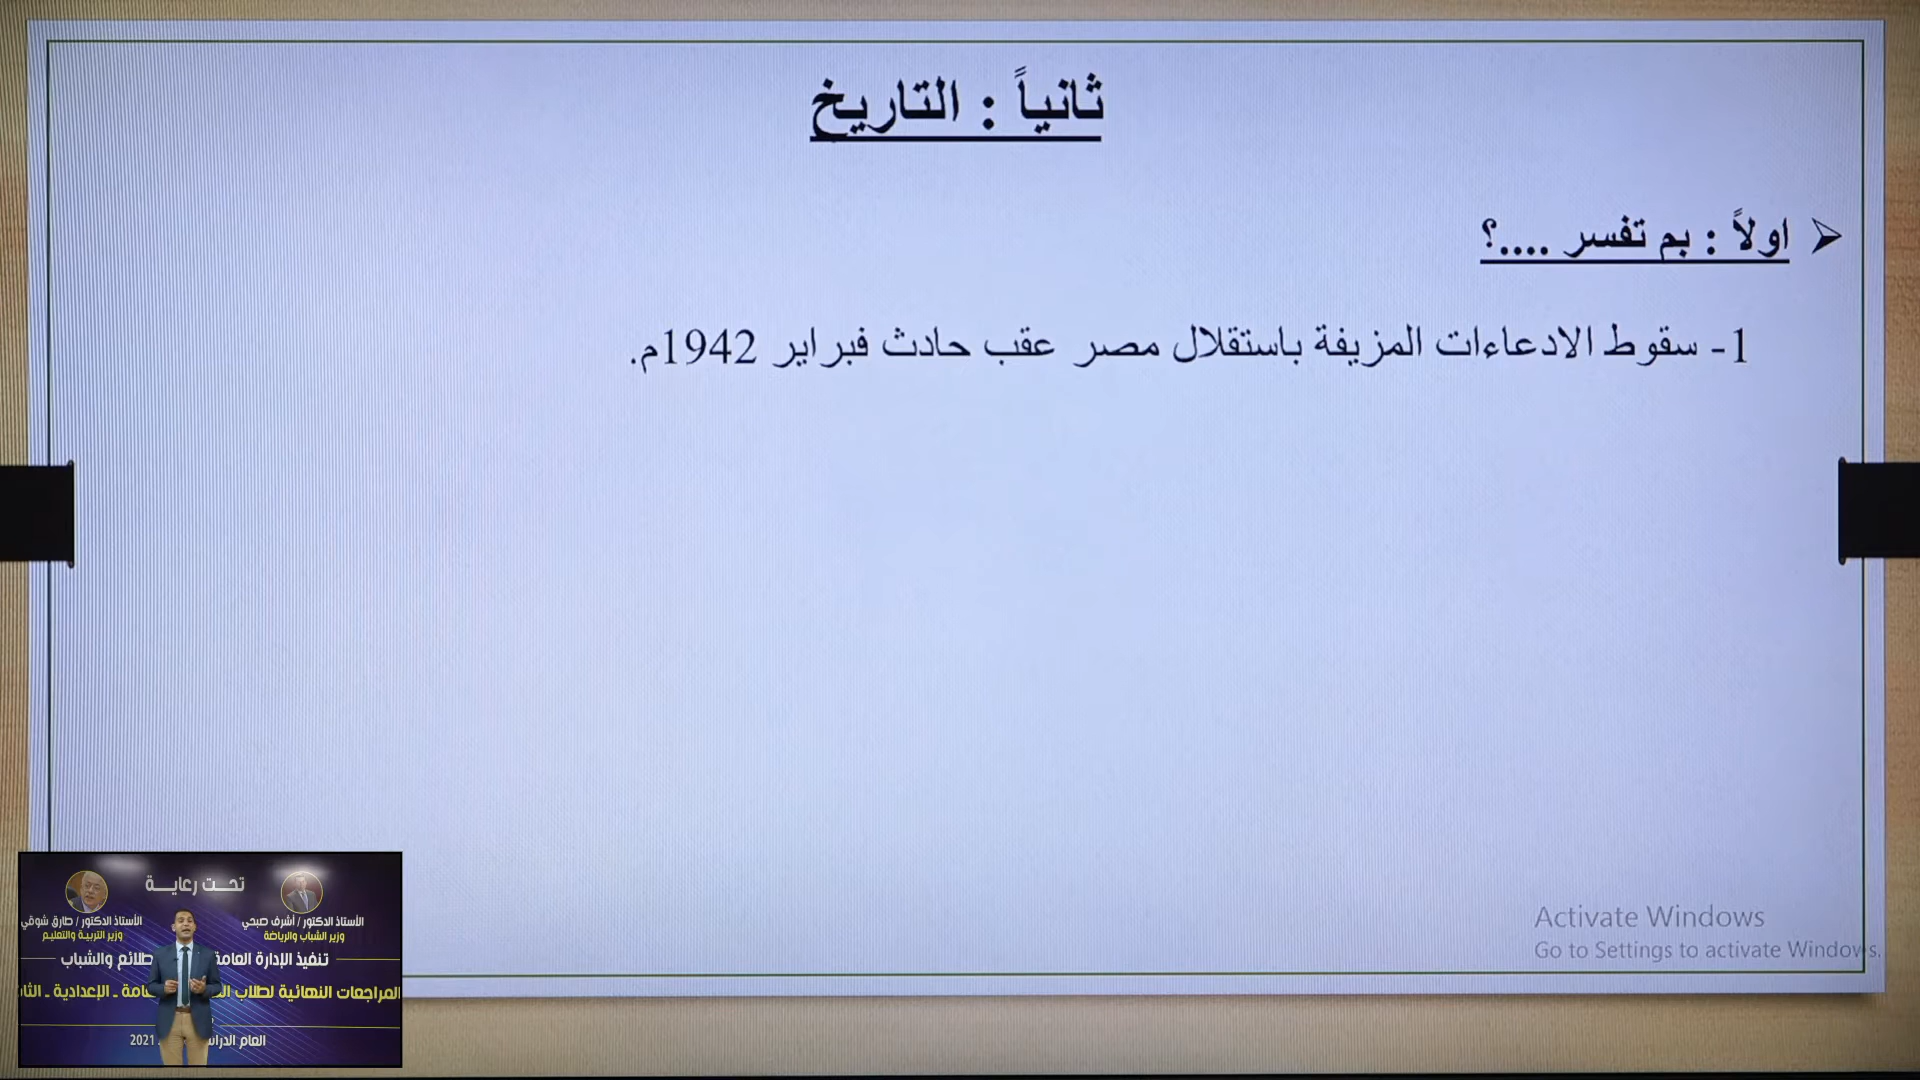 ثانياً : التاريخ
اولاً : بم تفسر ....؟
1- سقوط الادعاءات المزيفة باستقلال مصر عقب حادث فبراير 1942م.
Activate Windows
Go to Settings to activate Windows.
تحت رعاية
الأستاذ الدكتور / أشرف صبحي
وزير الشباب والرياضة
الأستاذ الدكتور / طارق شوقي
وزير التربية والتعليم
تنفيذ الإدارة العامة طلائع والشباب
المراجعات النهائية لطلاب امة - الإعدادية -
العام 2021